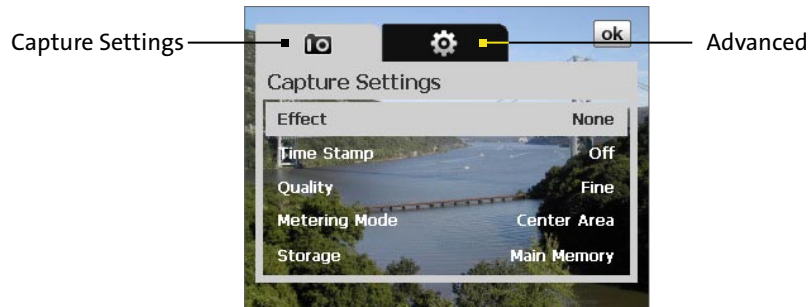 Capture Settings
Advanced
ok
Capture Settings
Effect None
Time Stamp Off
Quality Fine
Metering Mode Center Area
Storage Main Memory